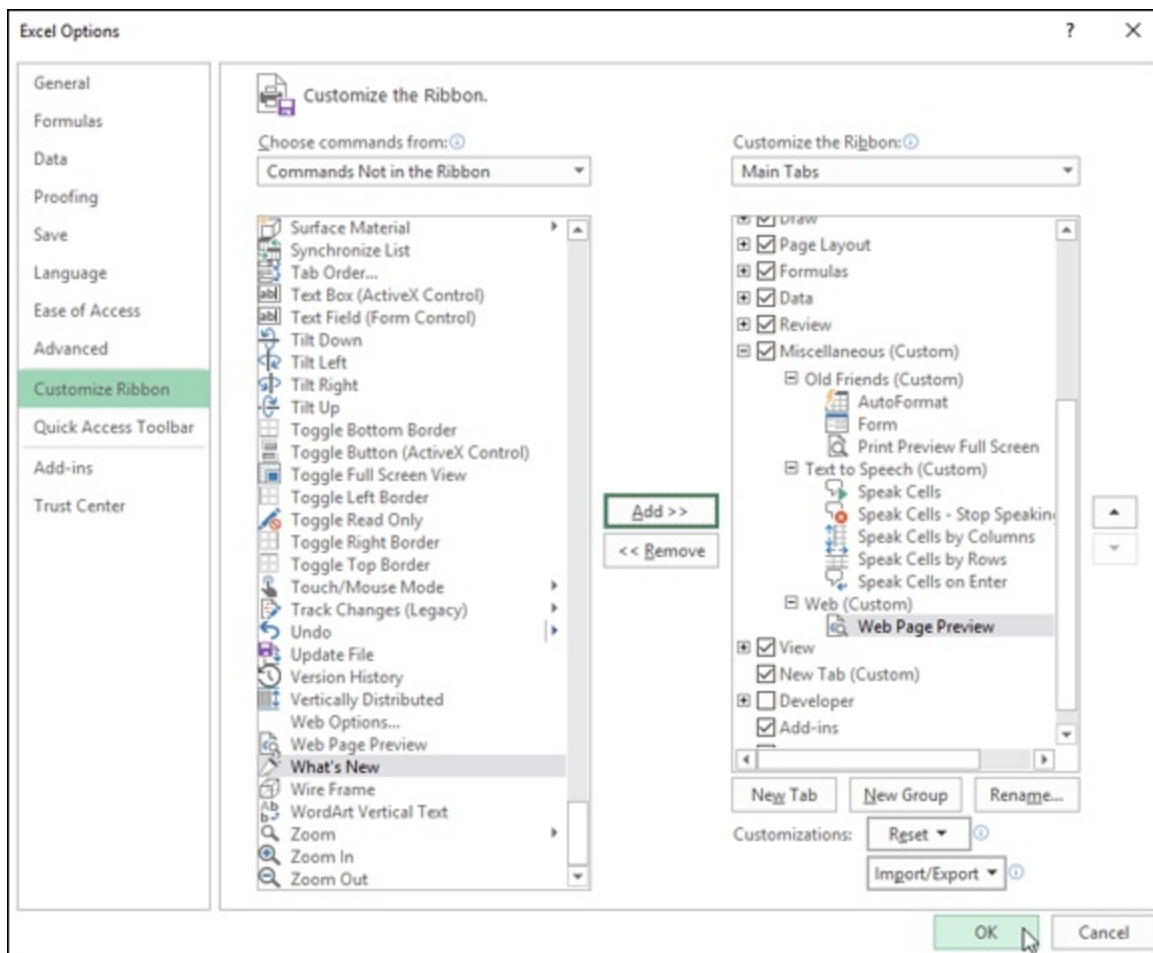 Excel Options
?
General
Formulas
Data
Proofing
Save
Language
Ease of Access
Advanced
Customize Ribbon
Quick Access Toolbar
Add-ins
Trust Center
Customize the Ribbon.
Choose commands from:
Commands Not in the Ribbon
Surface Material
Synchronize List
Tab Order...
Text Box (ActiveX Control)
Text Field (Form Control)
Tilt Down
Tilt Left
Tilt Right
Tilt Up
Toggle Bottom Border
Toggle Button (ActiveX Control)
Toggle Full Screen View
Toggle Left Border
Toggle Read Only
Toggle Right Border
Toggle Top Border
Touch/Mouse Mode
Track Changes (Legacy)
Undo
Update File
Version History
Vertically Distributed
Web Options...
Web Page Preview
What's New
Wire Frame
WordArt Vertical Text
Zoom
Zoom In
Zoom Out
Add >>
<< Remove
Customize the Ribbon:
Main Tabs
Draw
Page Layout
Formulas
Data
Review
Miscellaneous (Custom)
Old Friends (Custom)
AutoFormat
Form
Print Preview Full Screen
Text to Speech (Custom)
Speak Cells
Speak Cells - Stop Speaking
Speak Cells by Columns
Speak Cells by Rows
Speak Cells on Enter
Web (Custom)
Web Page Preview
View
New Tab (Custom)
Developer
Add-ins
New Tab
New Group
Rename...
Customizations:
Reset
Import/Export
OK
Cancel